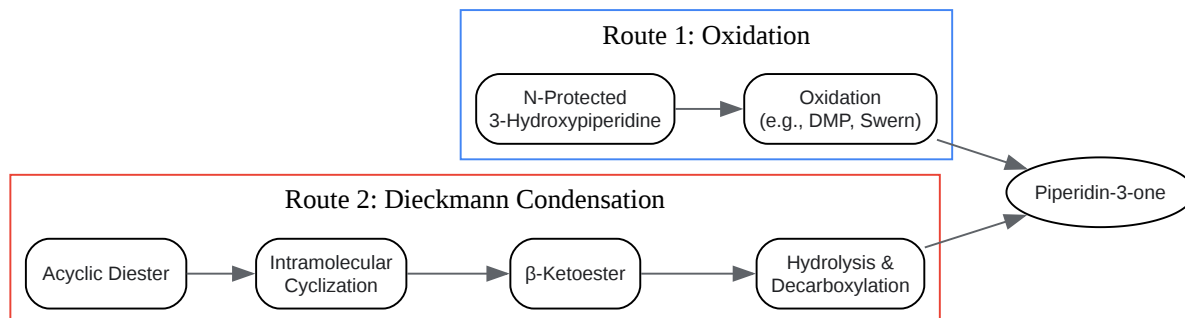 Route 1: Oxidation
N-Protected
3-Hydroxypiperidine
Oxidation
(e.g., DMP, Swern)
Piperidin-3-one
Route 2: Dieckmann Condensation
Acyclic Diester
Intramolecular
Cyclization
β-Ketoester
Hydrolysis &
Decarboxylation